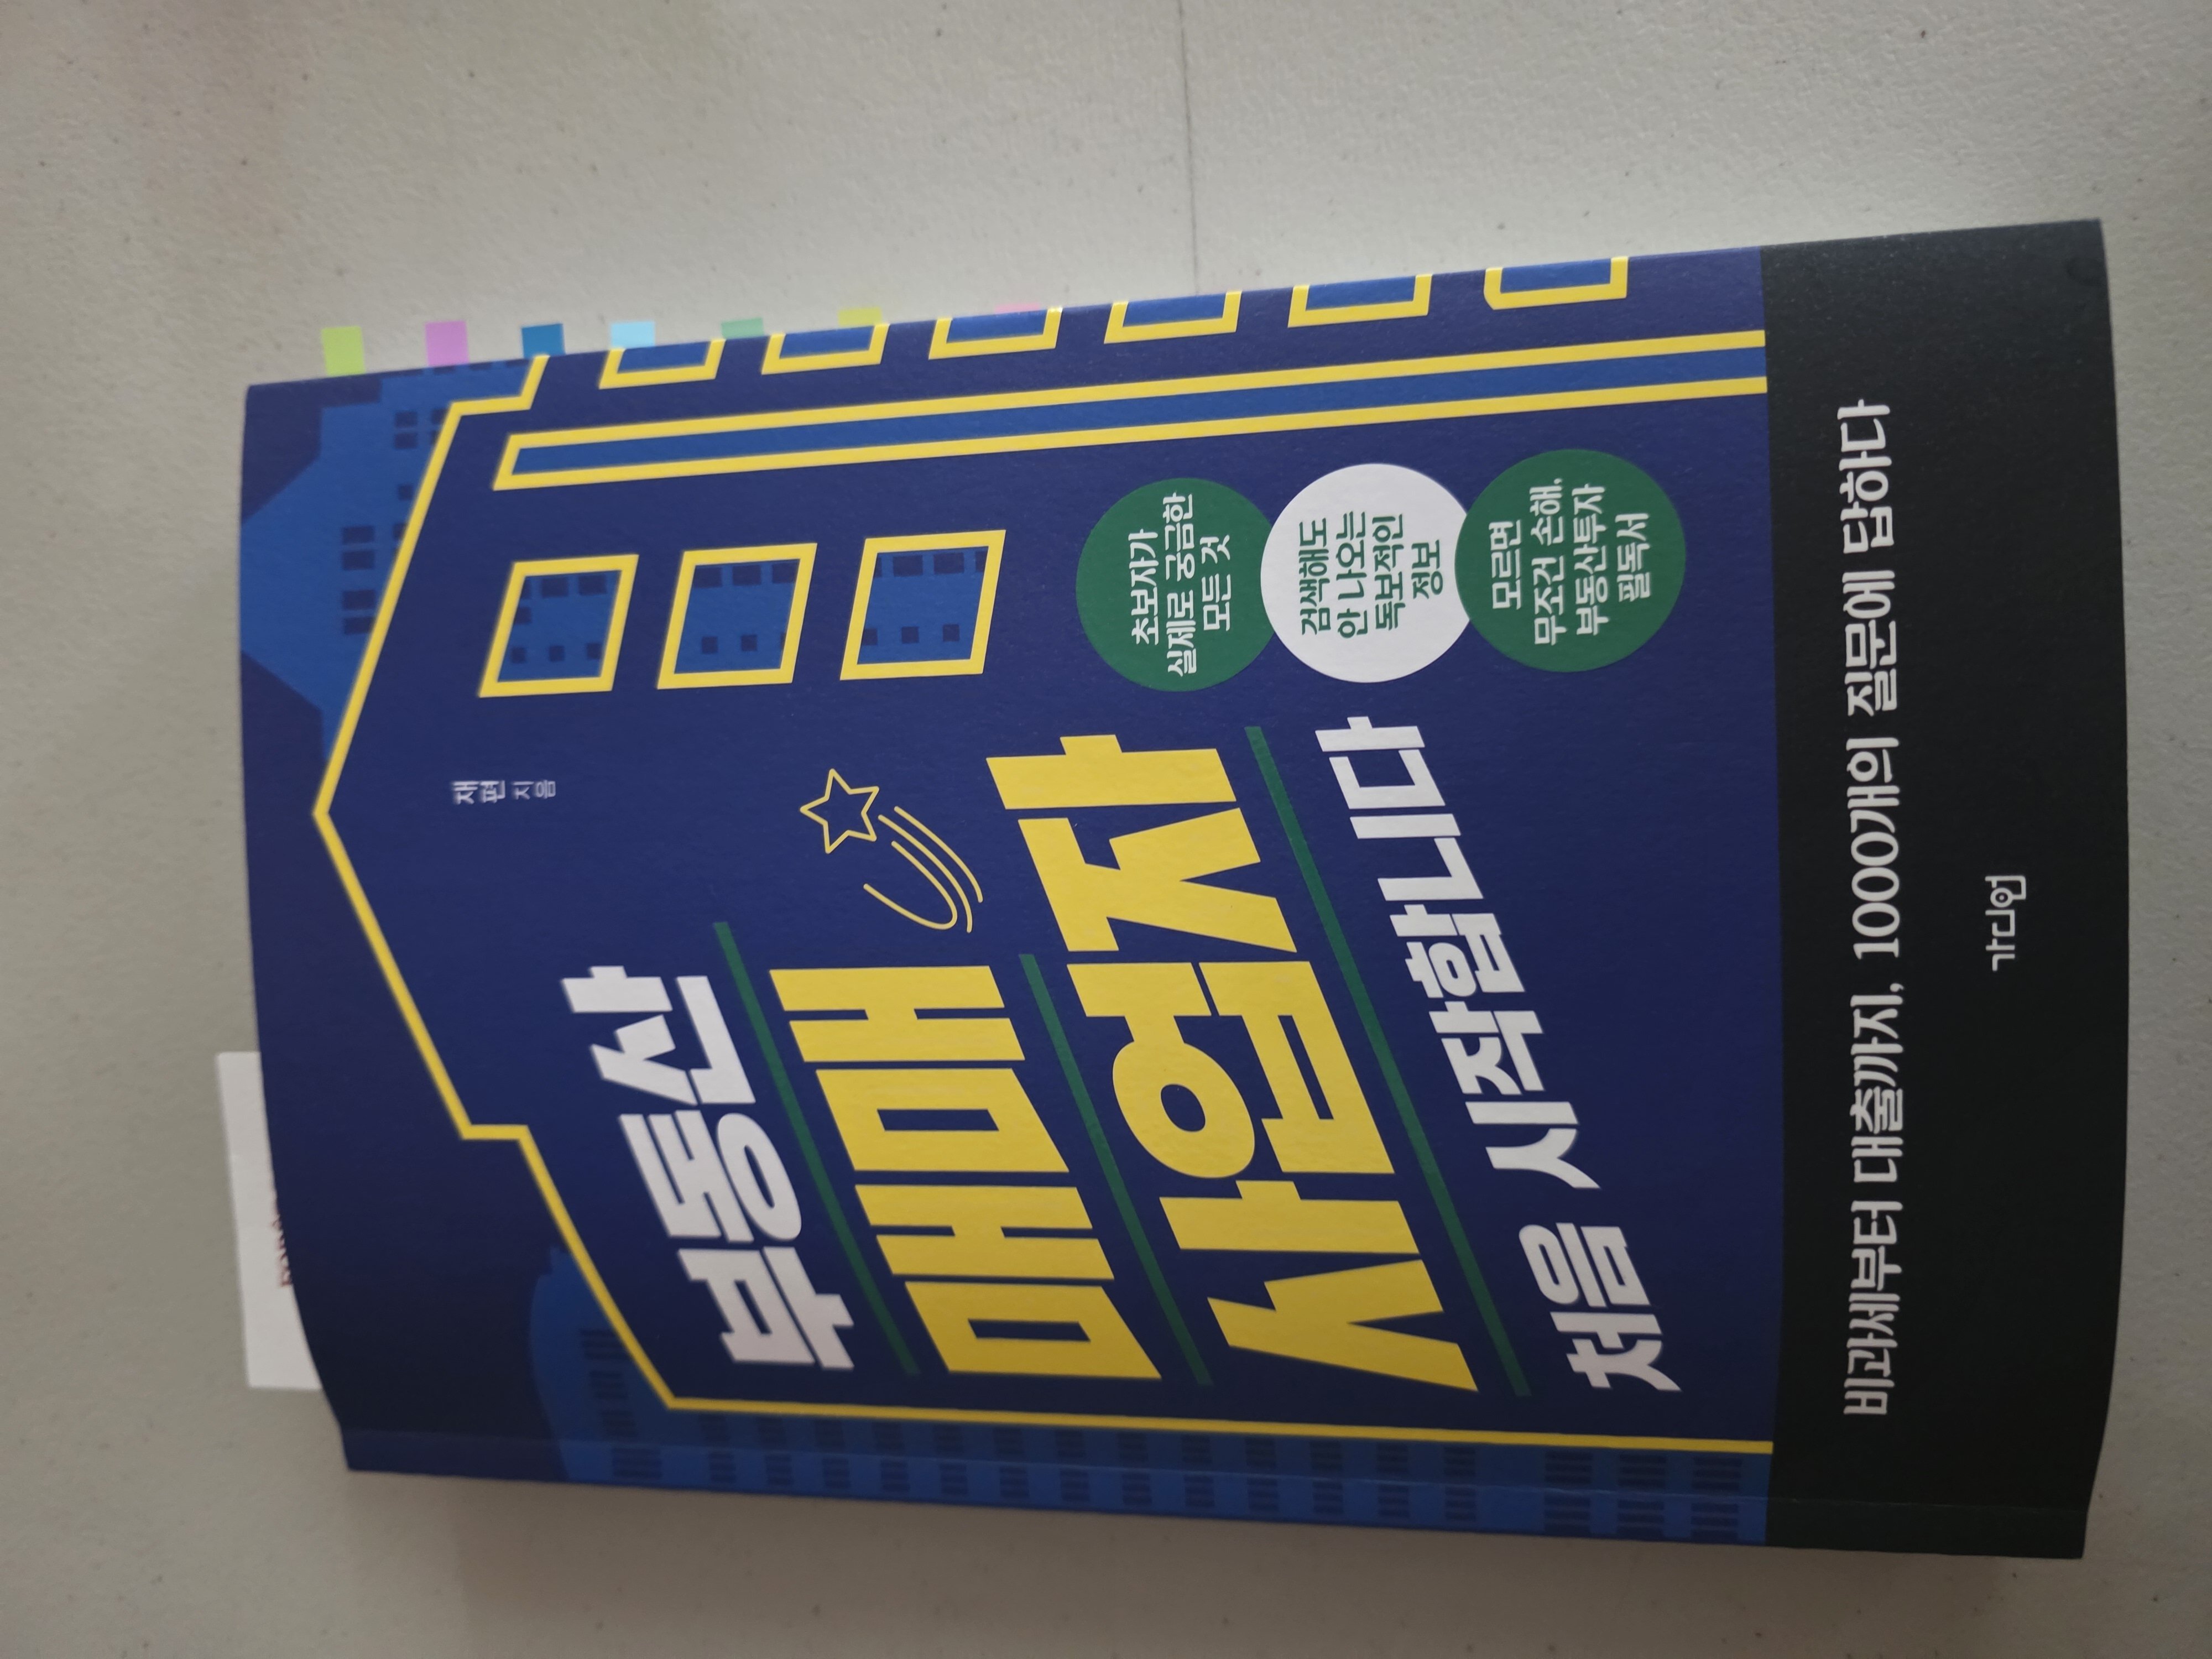 재편 지음
부동산
매매
사업자
처음 시작합니다
초보자가
실제로 궁금한
모든 것
검색해도
안 나오는
독보적인
정보
모르면
무조건 손해,
부동산투자
필독서
비과세부터 대출까지, 1000개의 질문에 답하다
가디언